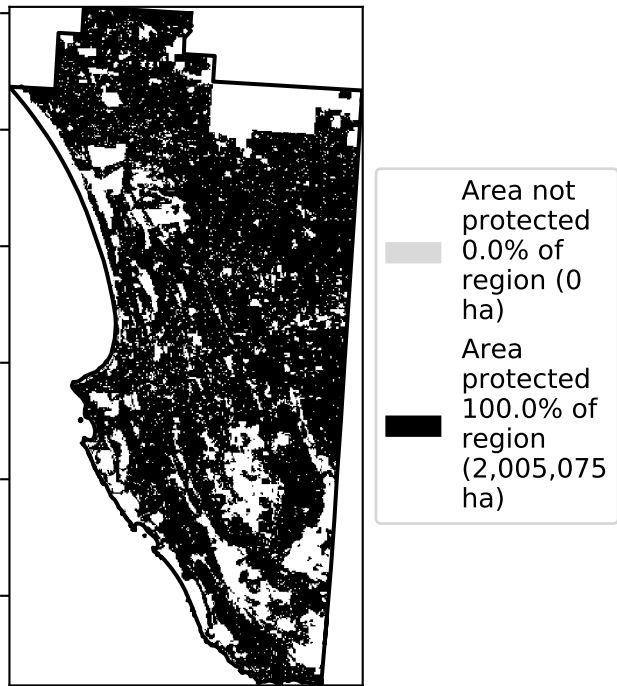 Area not
protected
0.0% of
region (0
ha)
Area
protected
100.0% of
region
(2,005,075
ha)